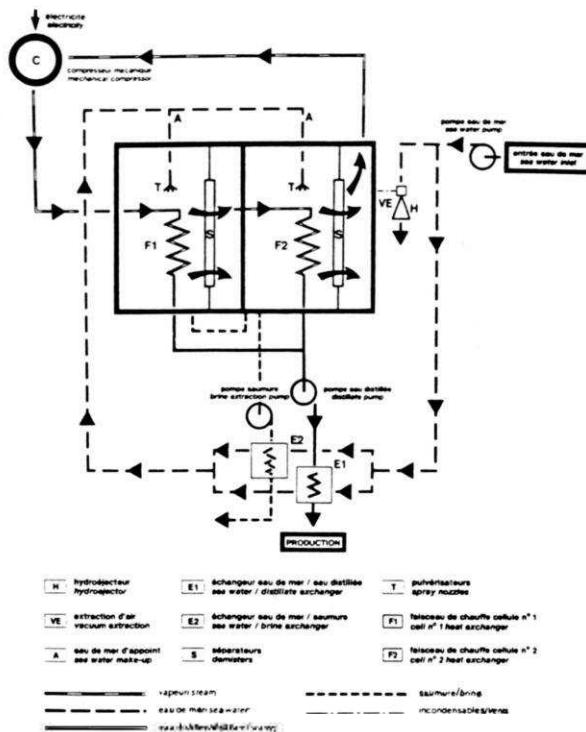 électricité
electricity
C
compresseur mécanique
mechanical compressor
A
A
pompe eau de mer
sea water pump
entrée eau de mer
sea water inlet
T
T
VE
H
F1
S
F2
S
pompe saumure
brine extraction pump
pompe eau distillée
distillate pump
E2
E1
PRODUCTION
H hydroéjecteur
hydroejector
E1 échangeur eau de mer / eau distillée
sea water / distillate exchanger
T pulvérisateurs
spray nozzles
VE extraction d'air
vacuum extraction
E2 échangeur eau de mer / saumure
sea water / brine exchanger
F1 faisceau de chauffe cellule n° 1
cell n° 1 heat exchanger
A eau de mer d'appoint
sea water make-up
S séparateurs
demisters
F2 faisceau de chauffe cellule n° 2
cell n° 2 heat exchanger
vapeur/steam
saumure/brine
eau de mer/sea water
incondensables/vents